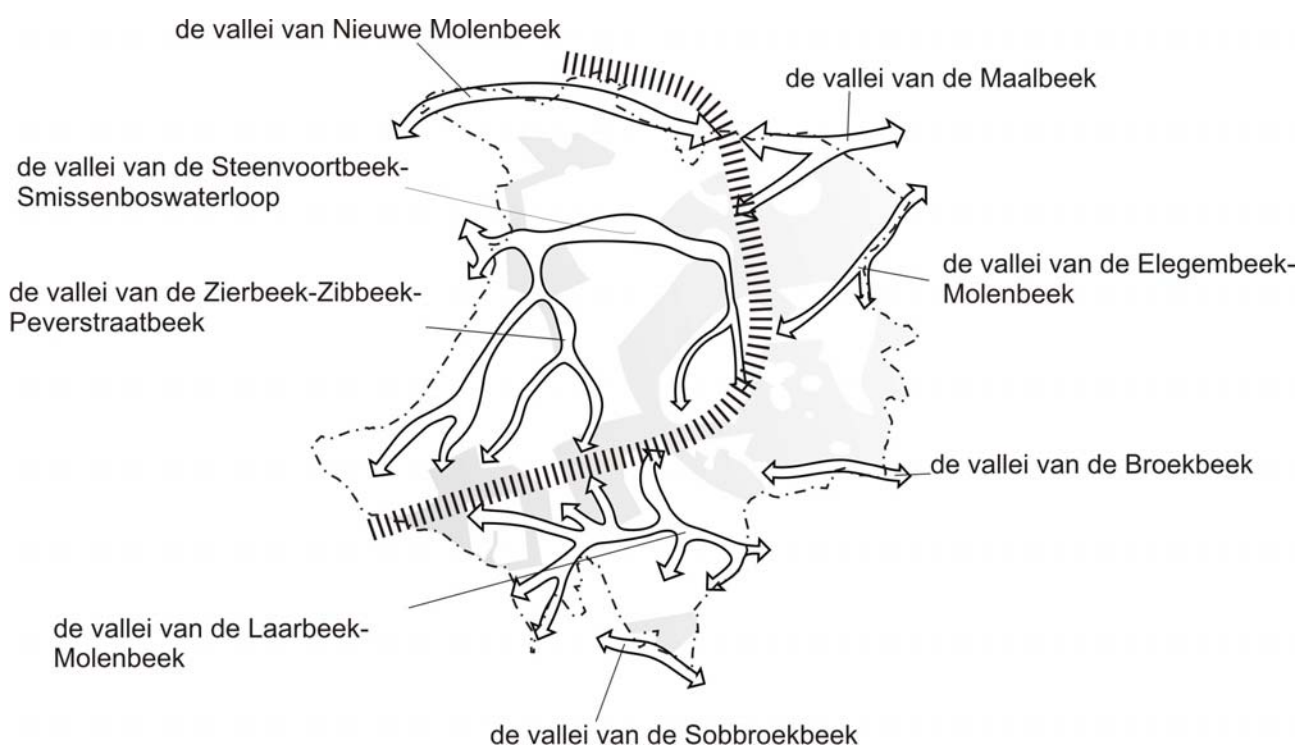 de vallei van Nieuwe Molenbeek
de vallei van de Maalbeek
de vallei van de Steenvoortbeek-
Smissenboswaterloop
de vallei van de Elegembeek-
Molenbeek
de vallei van de Zierbeek-Zibbeek-
Peverstraatbeek
de vallei van de Broekbeek
de vallei van de Laarbeek-
Molenbeek
de vallei van de Sobbroekbeek